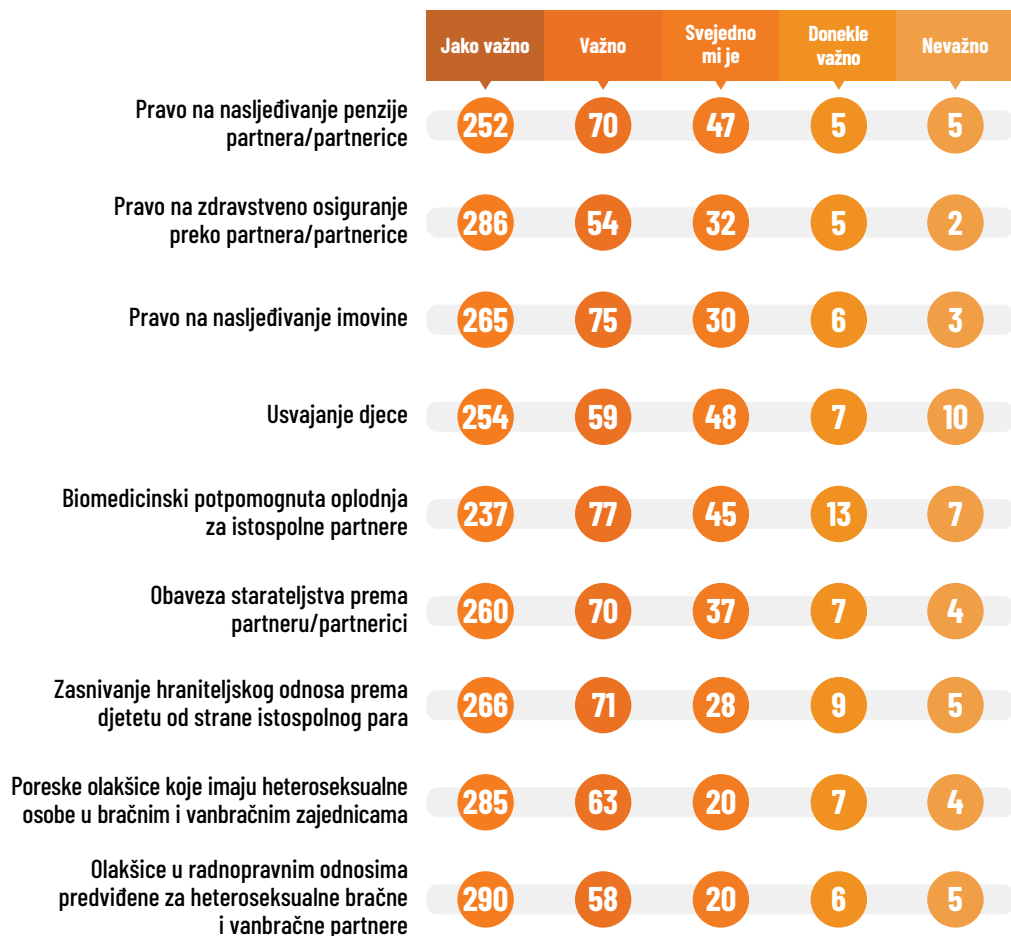 Jako važno
Važno
Svejedno
mi je
Donekle
važno
Nevažno
Pravo na nasljeđivanje penzije
partnera/partnerice
252 70 47 5 5
Pravo na zdravstveno osiguranje
preko partnera/partnerice
286 54 32 5 2
Pravo na nasljeđivanje imovine
265 75 30 6 3
Usvajanje djece
254 59 48 7 10
Biomedicinski potpomognuta oplodnja
za istospolne partnere
237 77 45 13 7
Obaveza starateljstva prema
partneru/partnerici
260 70 37 7 4
Zasnivanje hraniteljskog odnosa prema
djetetu od strane istospolnog para
266 71 28 9 5
Poreske olakšice koje imaju heteroseksualne
osobe u bračnim i vanbračnim zajednicama
285 63 20 7 4
Olakšice u radnopravnim odnosima
predviđene za heteroseksualne bračne
i vanbračne partnere
290 58 20 6 5